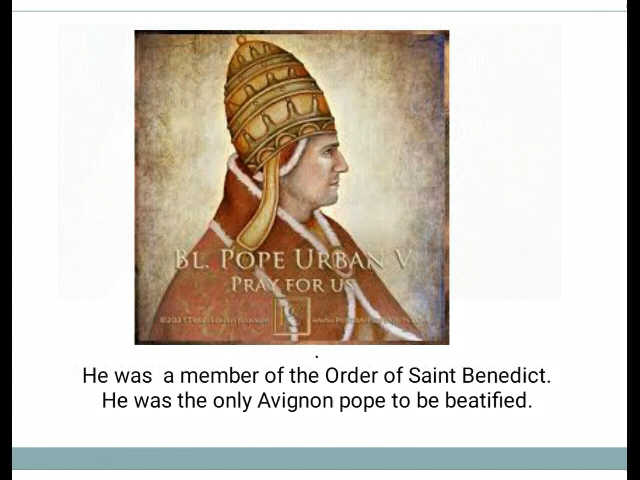 BL. POPE URBAN V
PRAY FOR US
PS
.
He was a member of the Order of Saint Benedict.
He was the only Avignon pope to be beatified.